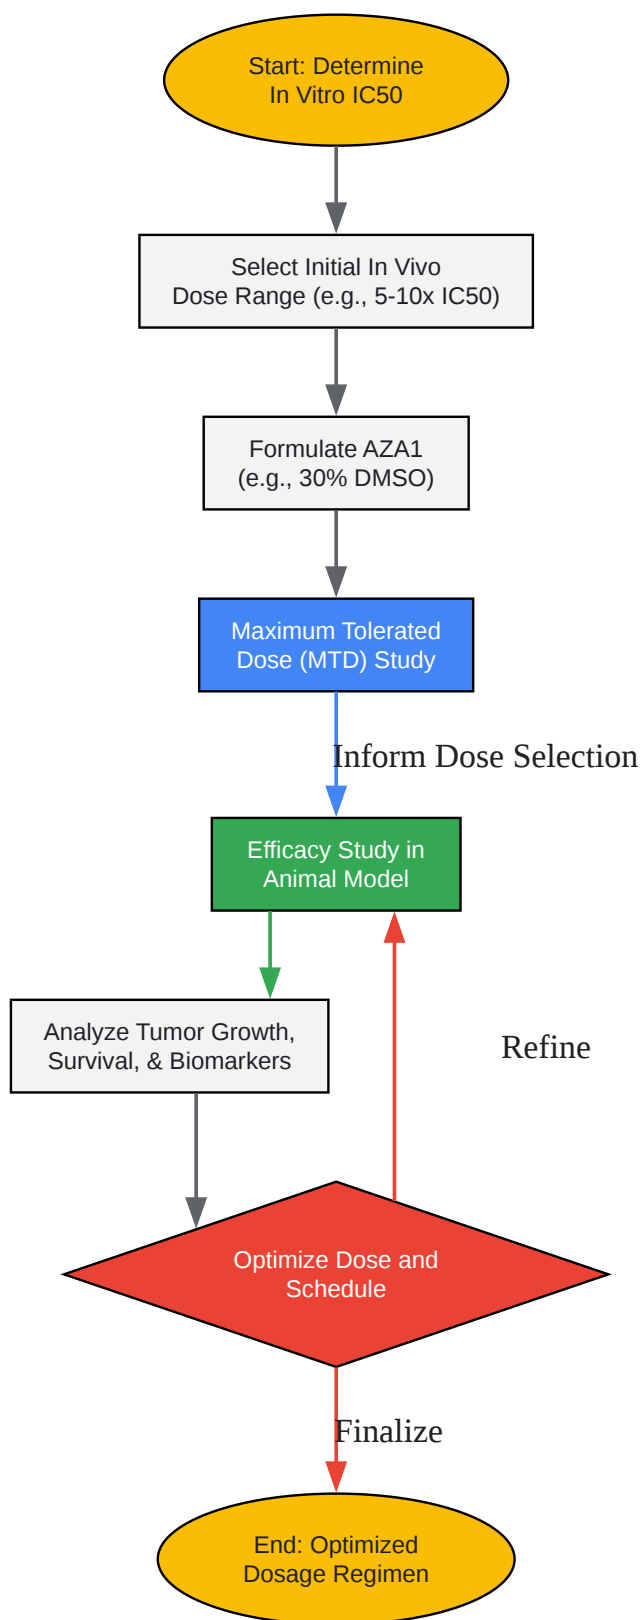 Start: Determine
In Vitro IC50
Select Initial In Vivo
Dose Range (e.g., 5-10x IC50)
Formulate AZA1
(e.g., 30% DMSO)
Maximum Tolerated
Dose (MTD) Study
Inform Dose Selection
Efficacy Study in
Animal Model
Analyze Tumor Growth,
Survival, & Biomarkers
Refine
Optimize Dose and
Schedule
Finalize
End: Optimized
Dosage Regimen